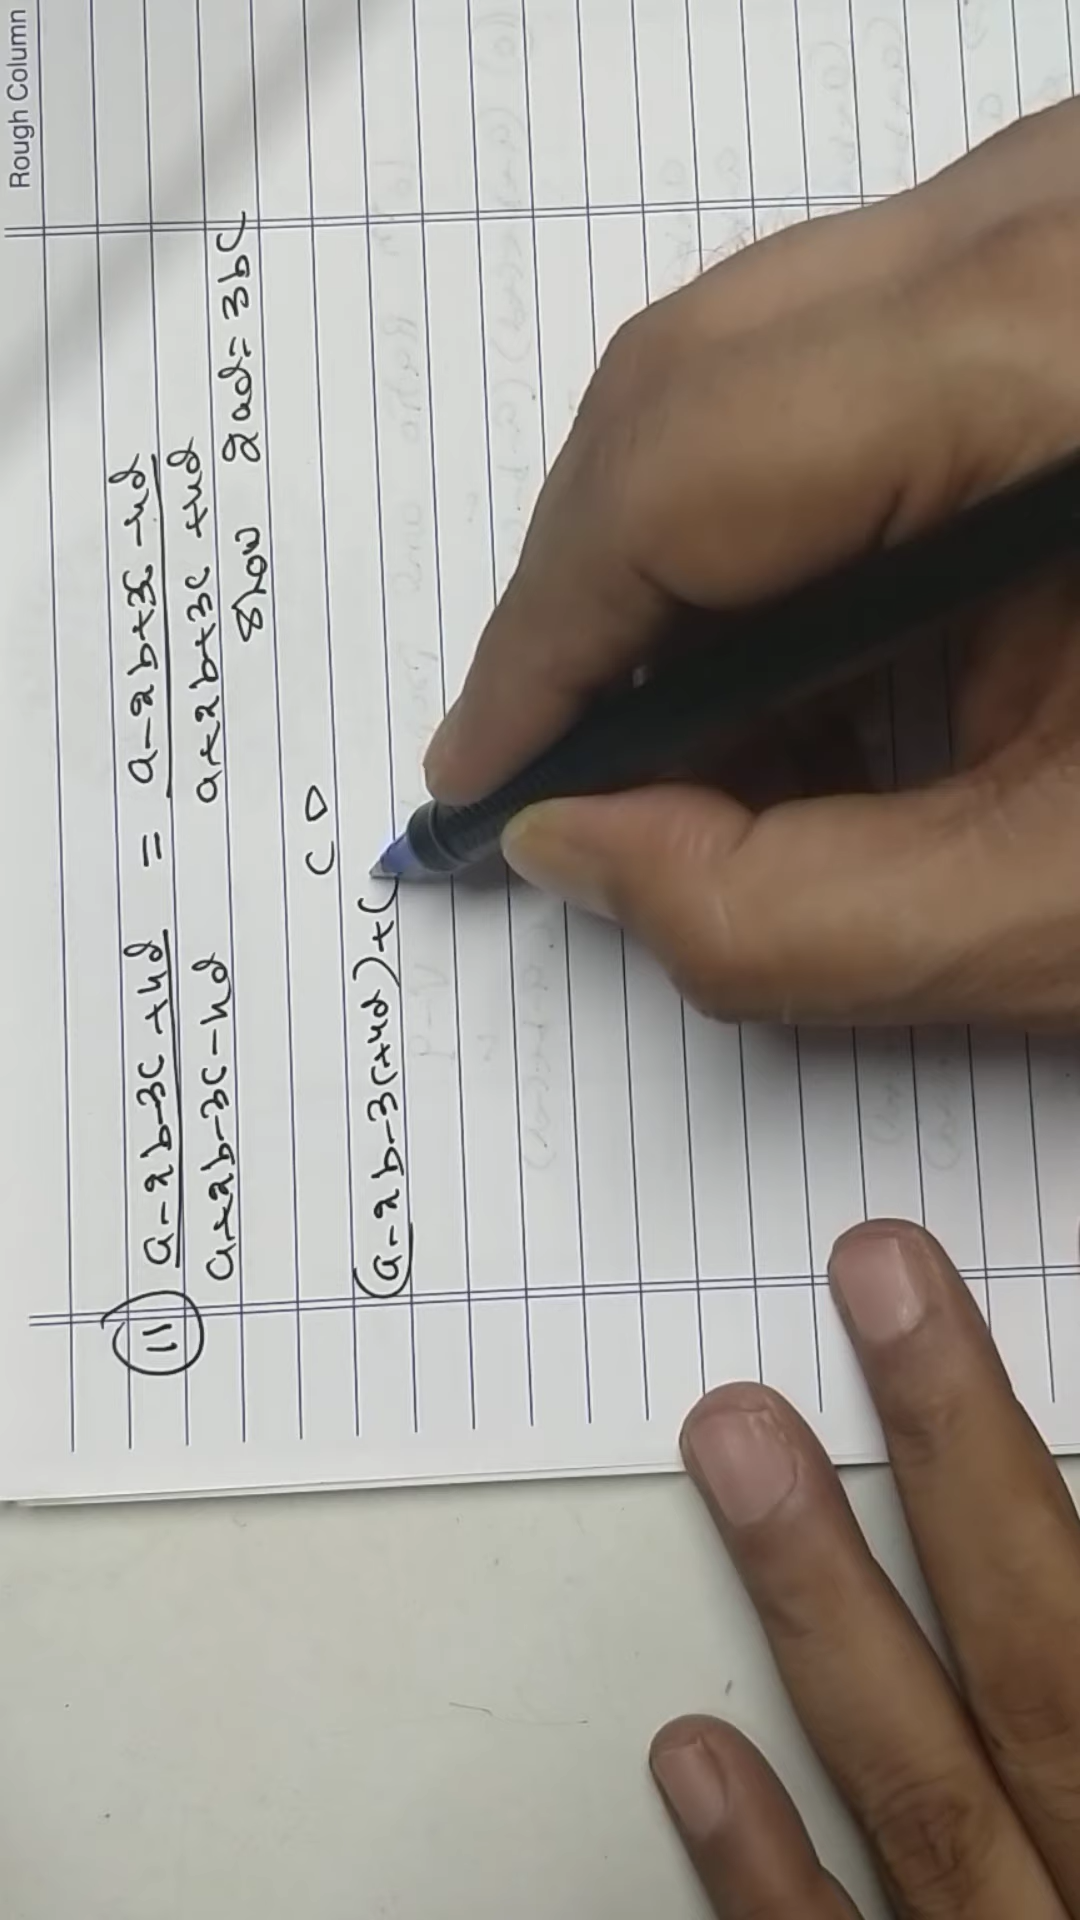 Rough Column
(11) a-2b-3c+4d = a-2b+3c-4d
a+2b-3c-4d a+2b+3c+4d
Show 2ad=3bc
C D
(a-2b-3c+4d)+(